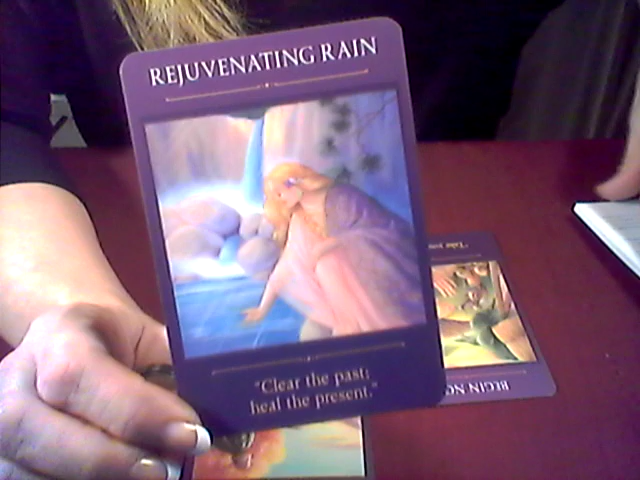 REJUVENATING RAIN
"Clear the past;
heal the present."
BEGIN NO